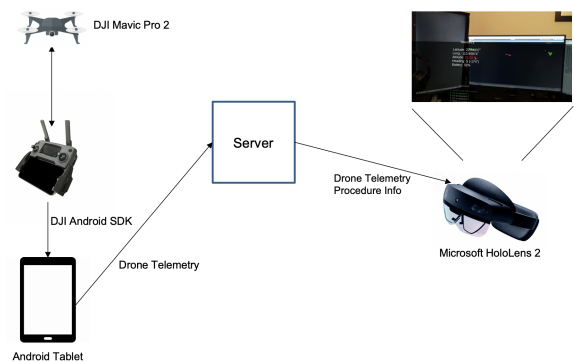 DJI Mavic Pro 2
Server
Drone Telemetry
Procedure Info
DJI Android SDK
Microsoft HoloLens 2
Drone Telemetry
Android Tablet